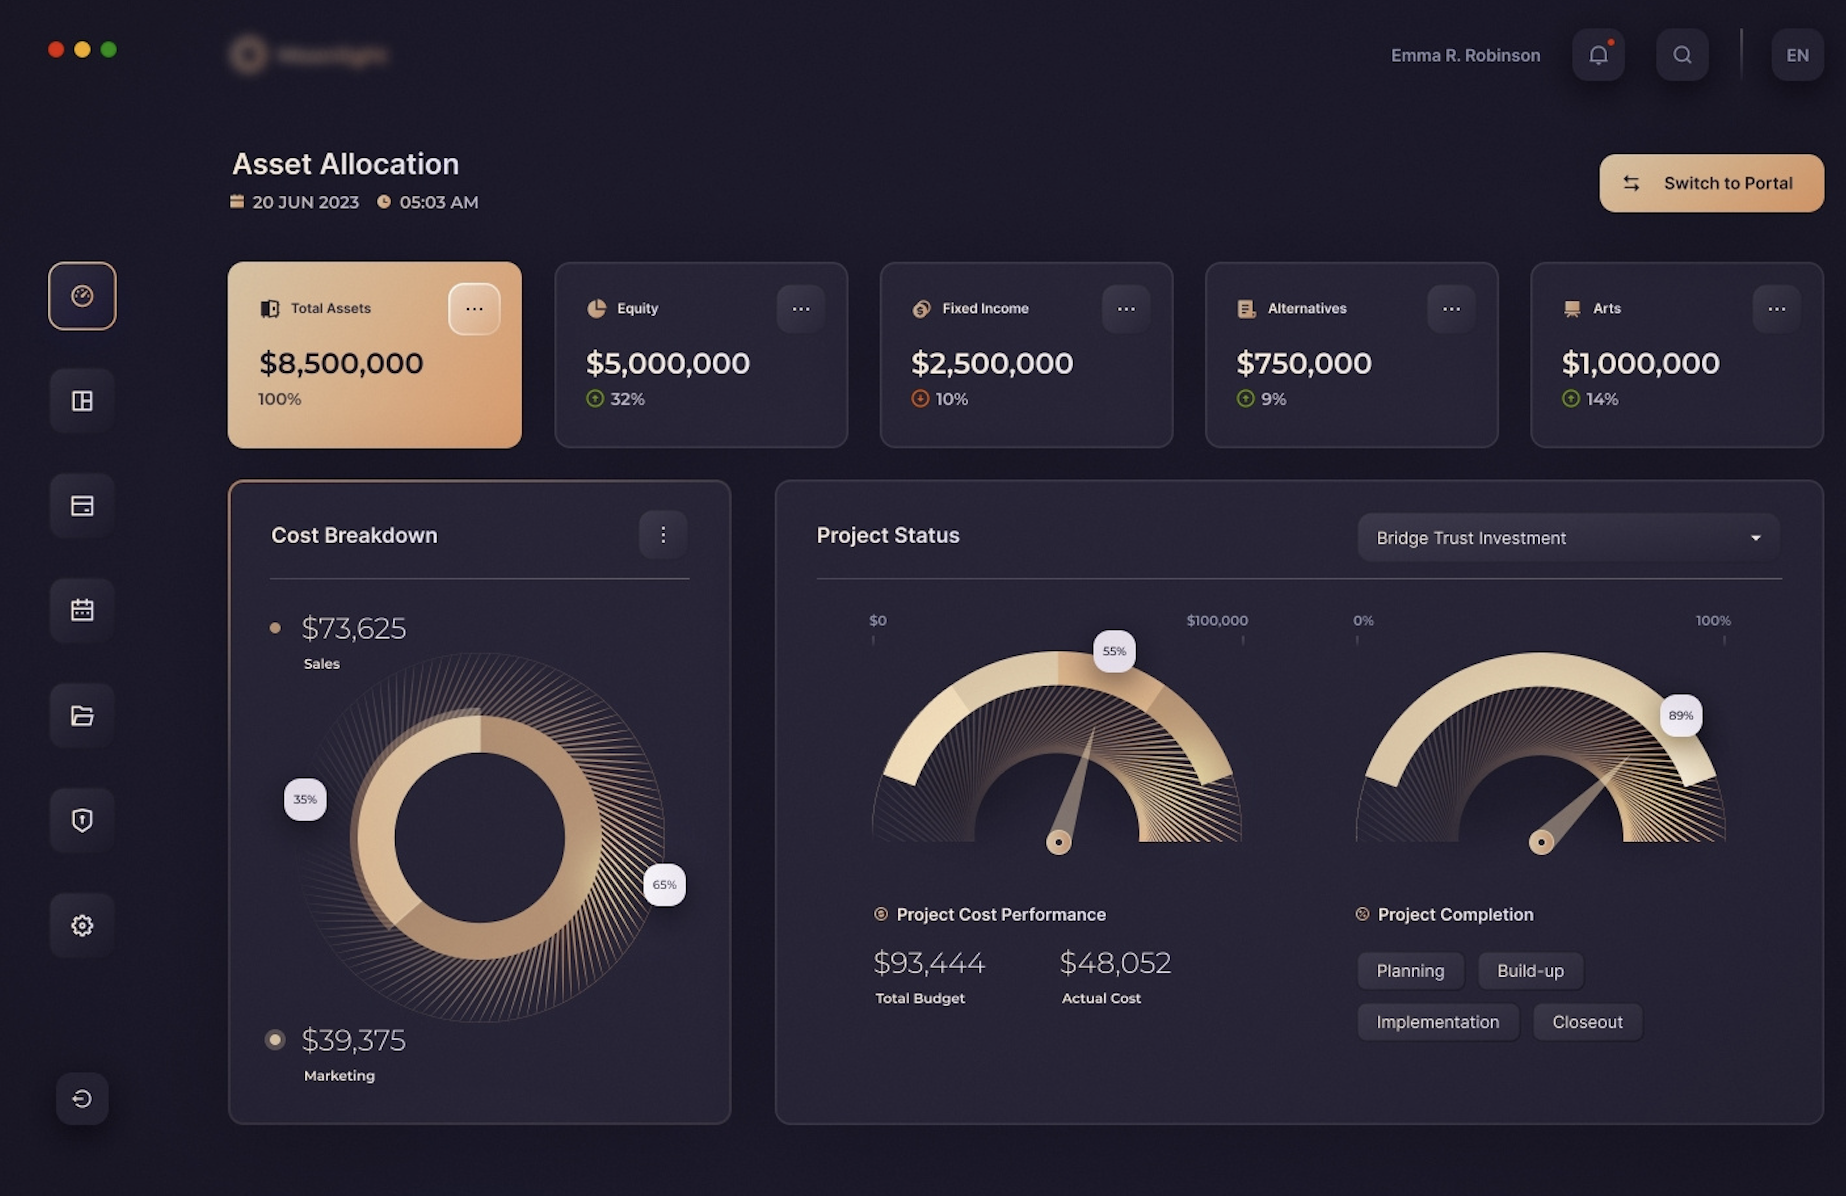 Emma R. Robinson
EN
Asset Allocation
20 JUN 2023 05:03 AM
Switch to Portal
Total Assets
$8,500,000
100%
Equity
$5,000,000
32%
Fixed Income
$2,500,000
10%
Alternatives
$750,000
9%
Arts
$1,000,000
14%
Cost Breakdown
$73,625
Sales
35%
65%
$39,375
Marketing
Project Status
Bridge Trust Investment
$0
$100,000
55%
Project Cost Performance
$93,444
Total Budget
$48,052
Actual Cost
0%
100%
89%
Project Completion
Planning
Build-up
Implementation
Closeout